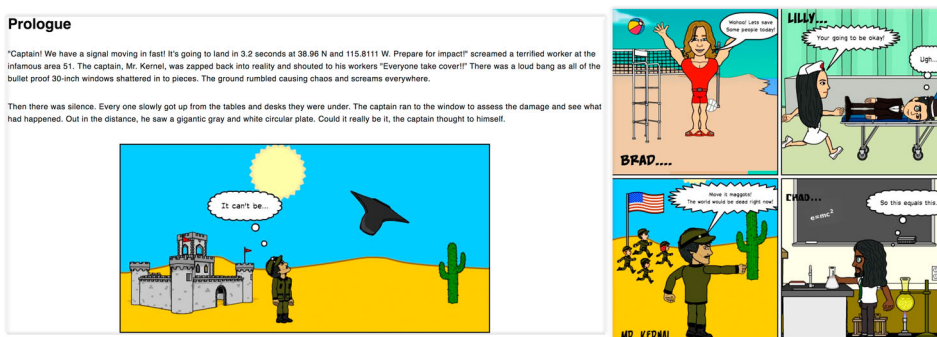 Prologue
"Captain! We have a signal moving in fast! It's going to land in 3.2 seconds at 38.96 N and 115.8111 W. Prepare for impact!" screamed a terrified worker at the
infamous area 51. The captain, Mr. Kernel, was zapped back into reality and shouted to his workers "Everyone take cover!!" There was a loud bang as all of the
bullet proof 30-inch windows shattered in to pieces. The ground rumbled causing chaos and screams everywhere.
Then there was silence. Every one slowly got up from the tables and desks they were under. The captain ran to the window to assess the damage and see what
had happened. Out in the distance, he saw a gigantic gray and white circular plate. Could it really be it, the captain thought to himself.
It can't be...
Wohoo! Lets save
Some people today!
BRAD....
LILLY...
Your going to be okay!
Ugh...
Move it maggots!
The world would be dead right now!
MR. KERNAL
CHAD...
So this equals this.
e=mc²